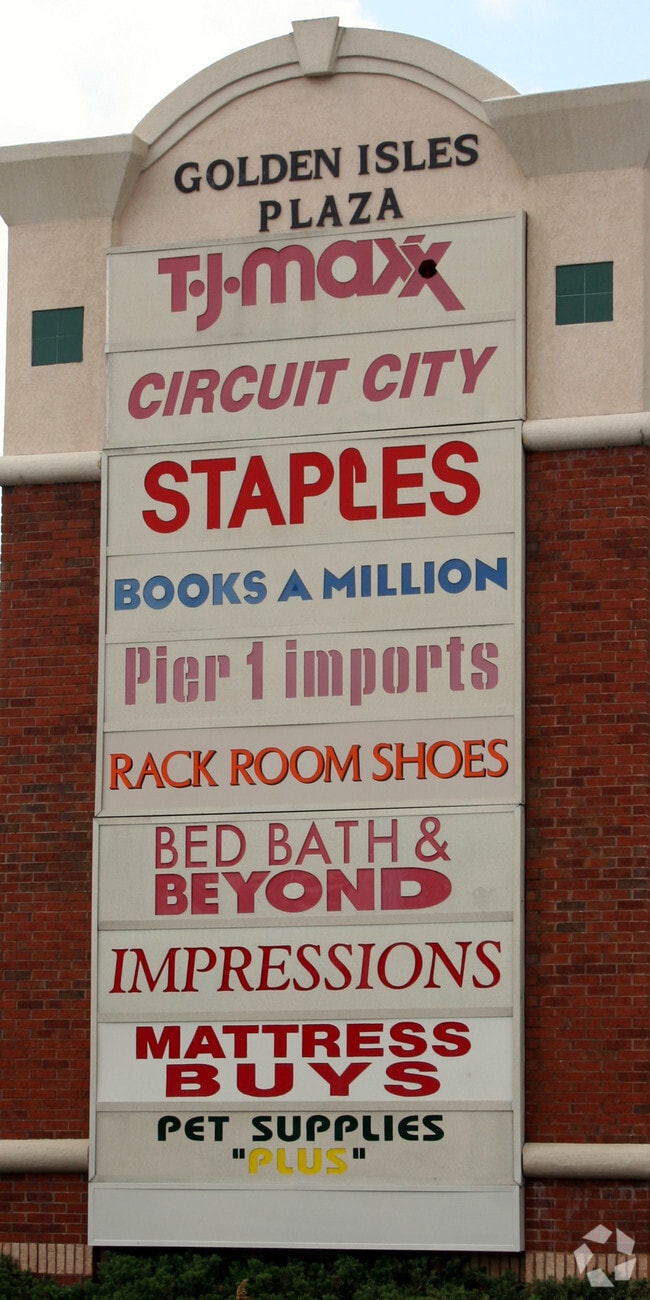 GOLDEN ISLES
PLAZA
T.J.maxx
CIRCUIT CITY
STAPLES
BOOKS A MILLION
Pier 1 imports
RACK ROOM SHOES
BED BATH &
BEYOND
IMPRESSIONS
MATTRESS
BUYS
PET SUPPLIES
"PLUS"